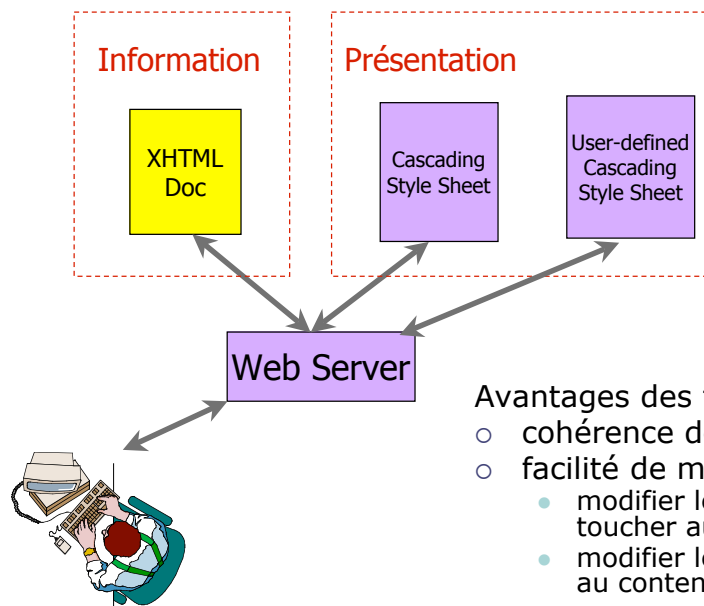 Information
Présentation
XHTML
Doc
Cascading
Style Sheet
User-defined
Cascading
Style Sheet
Web Server
Avantages des
cohérence
facilité de
modifier
toucher
modifier
au